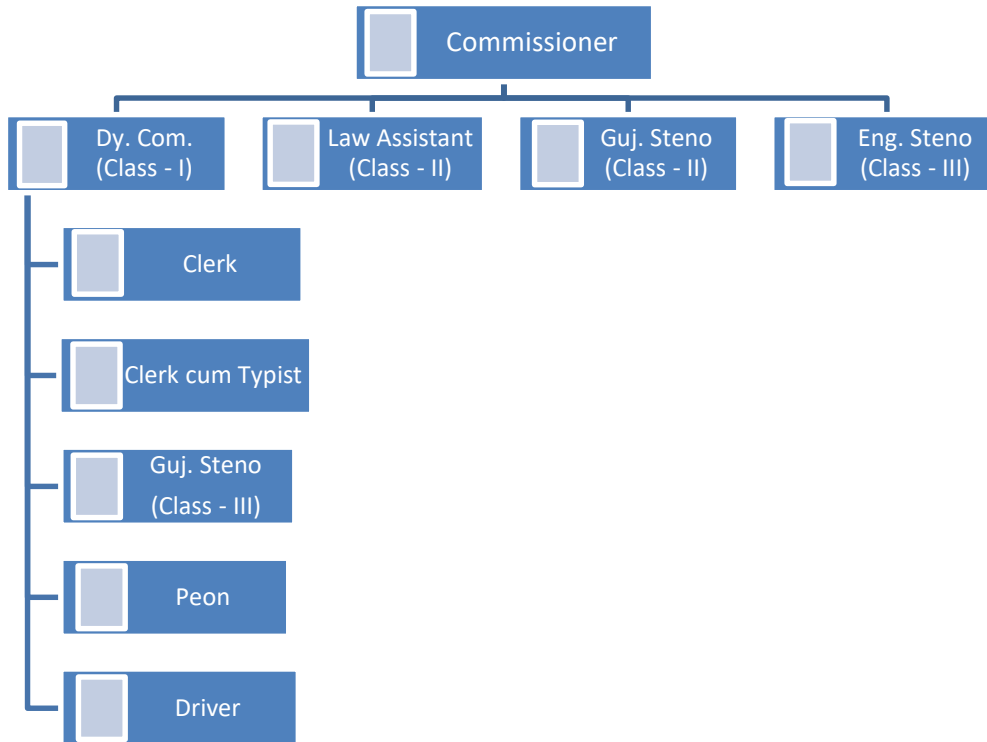 Commissioner
Dy. Com.
(Class - I)
Law Assistant
(Class - II)
Guj. Steno
(Class - II)
Eng. Steno
(Class - III)
Clerk
Clerk cum Typist
Guj. Steno
(Class - III)
Peon
Driver